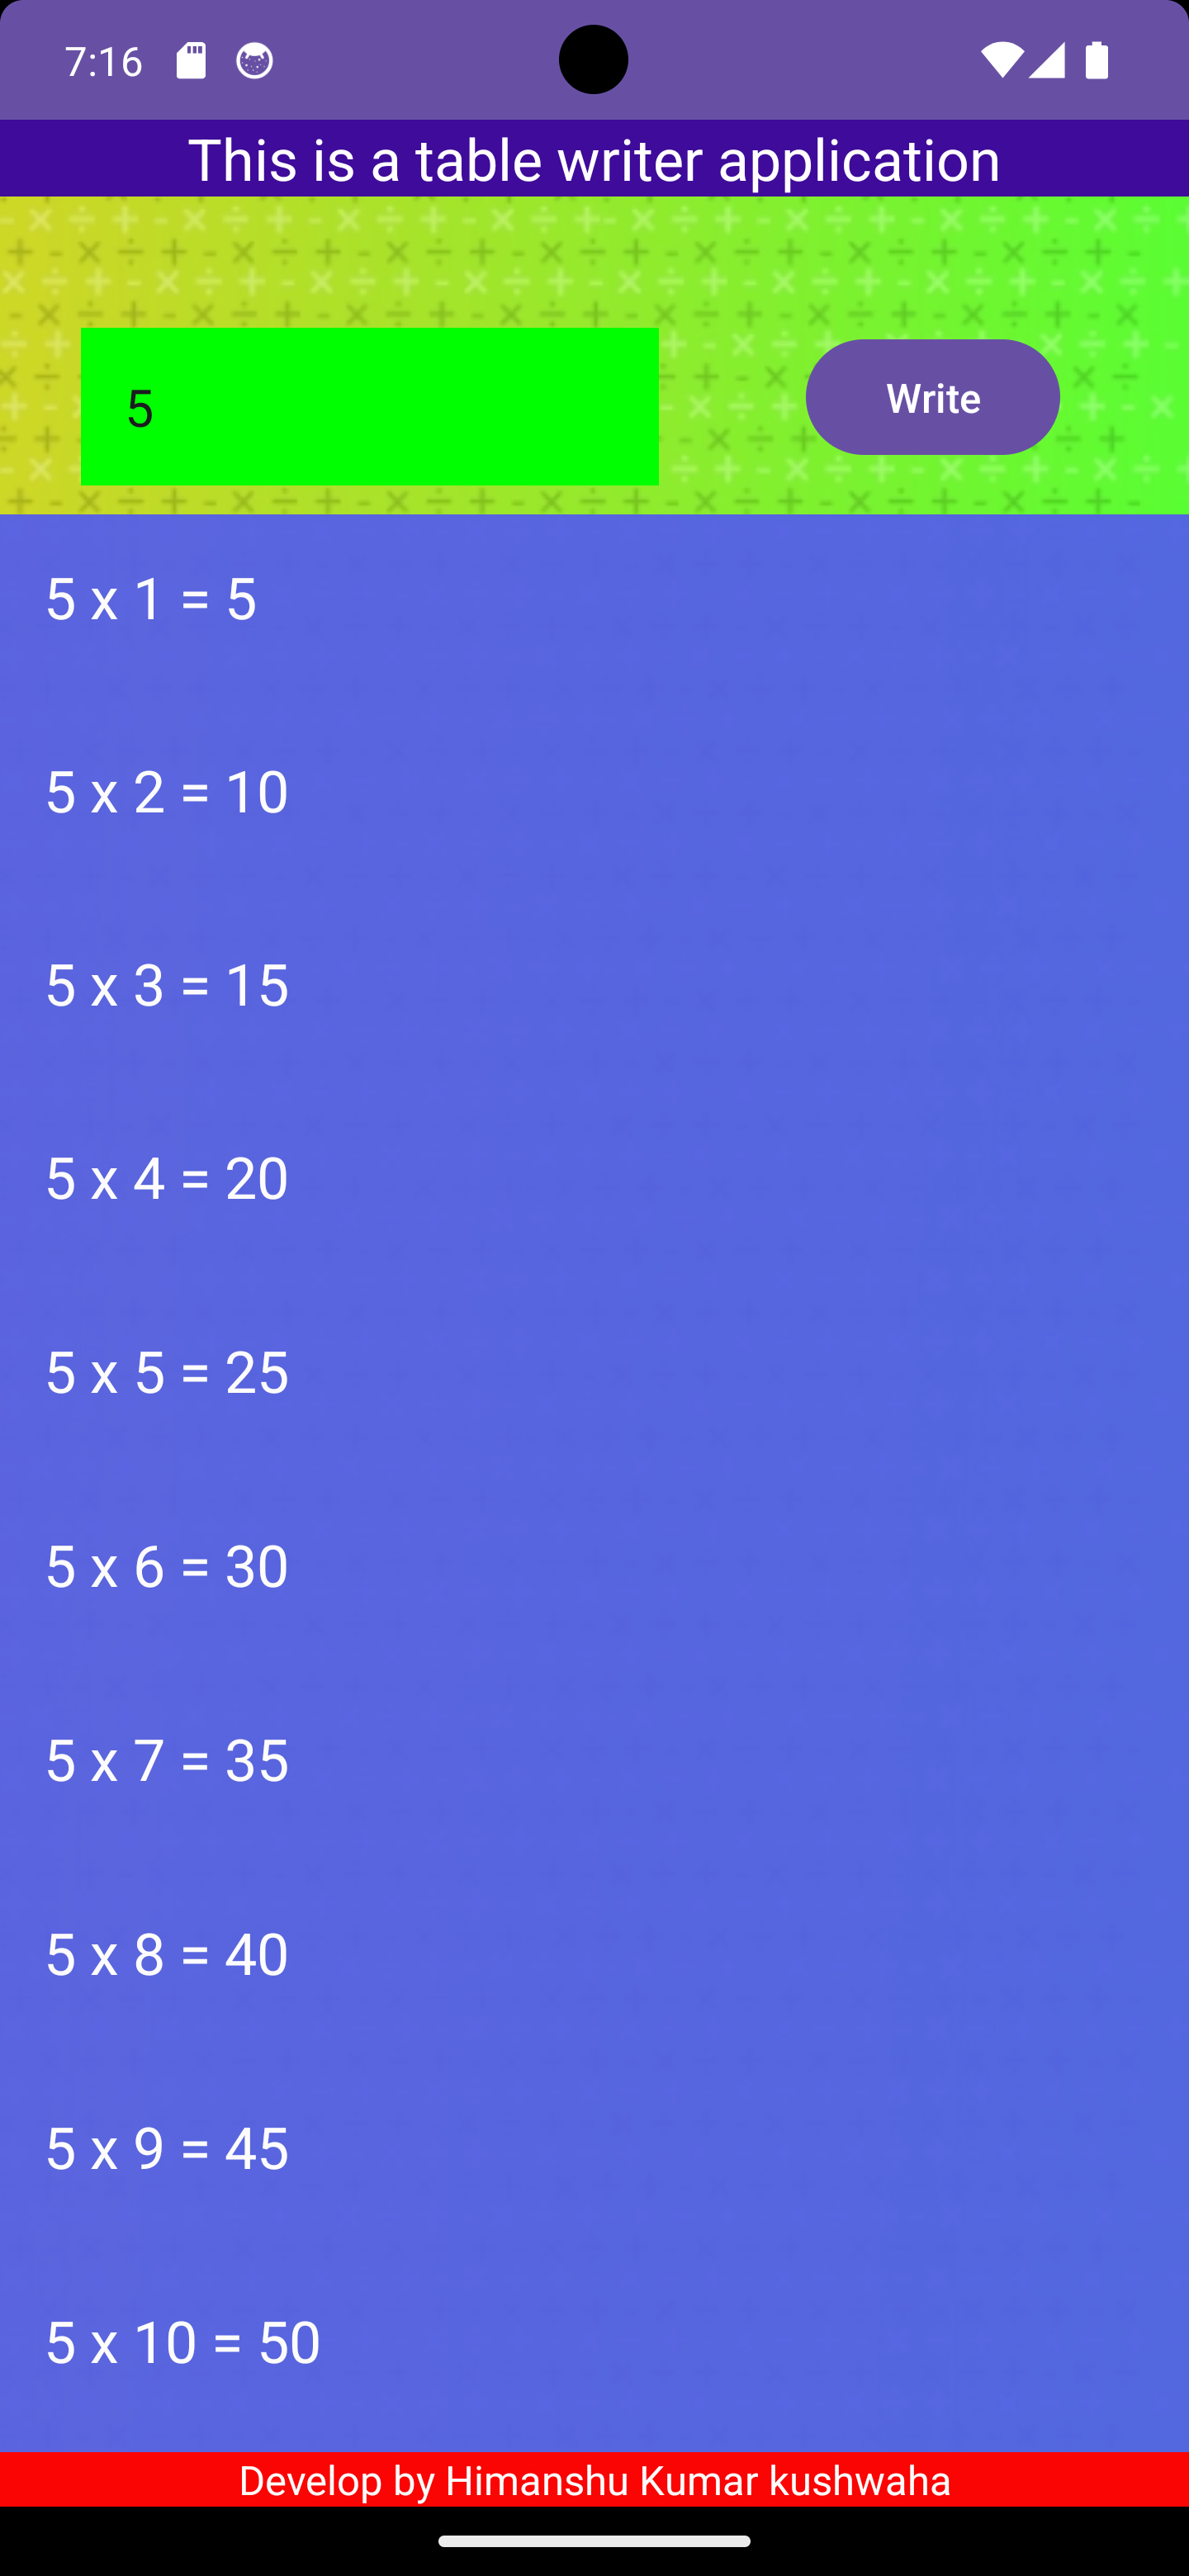 7:16
This is a table writer application
5
Write
5 x 1 = 5
5 x 2 = 10
5 x 3 = 15
5 x 4 = 20
5 x 5 = 25
5 x 6 = 30
5 x 7 = 35
5 x 8 = 40
5 x 9 = 45
5 x 10 = 50
Develop by Himanshu Kumar kushwaha